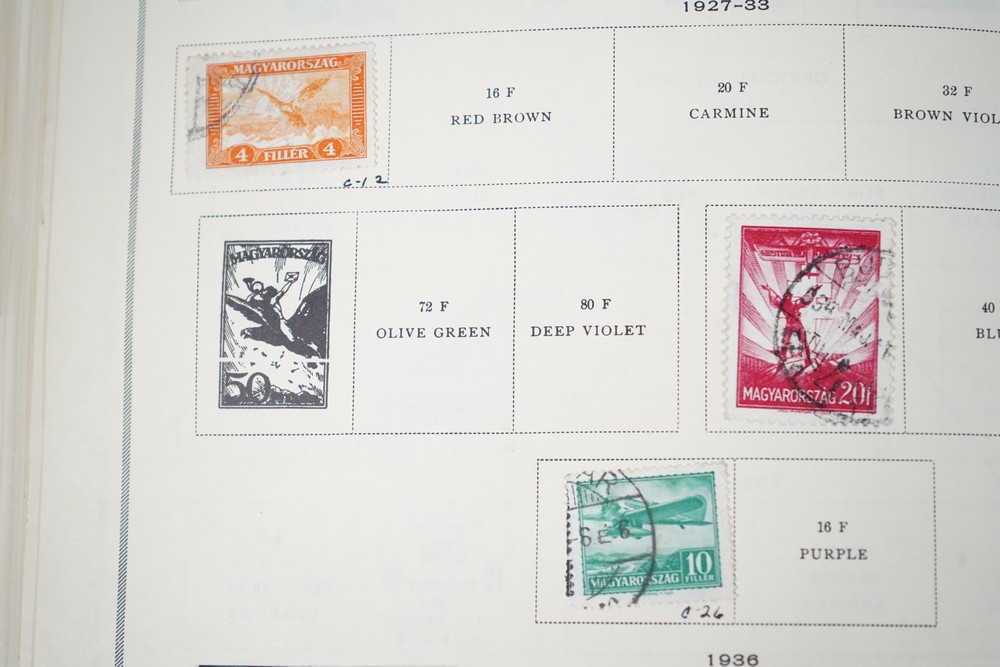 1927-33
MAGYARORSZÁG
4 FILLÉR 4
C-12
16 F
RED BROWN
20 F
CARMINE
32 F
BROWN VIOL
MAGYARORSZÁG
50
72 F
OLIVE GREEN
80 F
DEEP VIOLET
MAGYARORSZÁG 20f
40
BLU
MAGYARORSZÁG 10 FILLÉR
C-26
16 F
PURPLE
1936